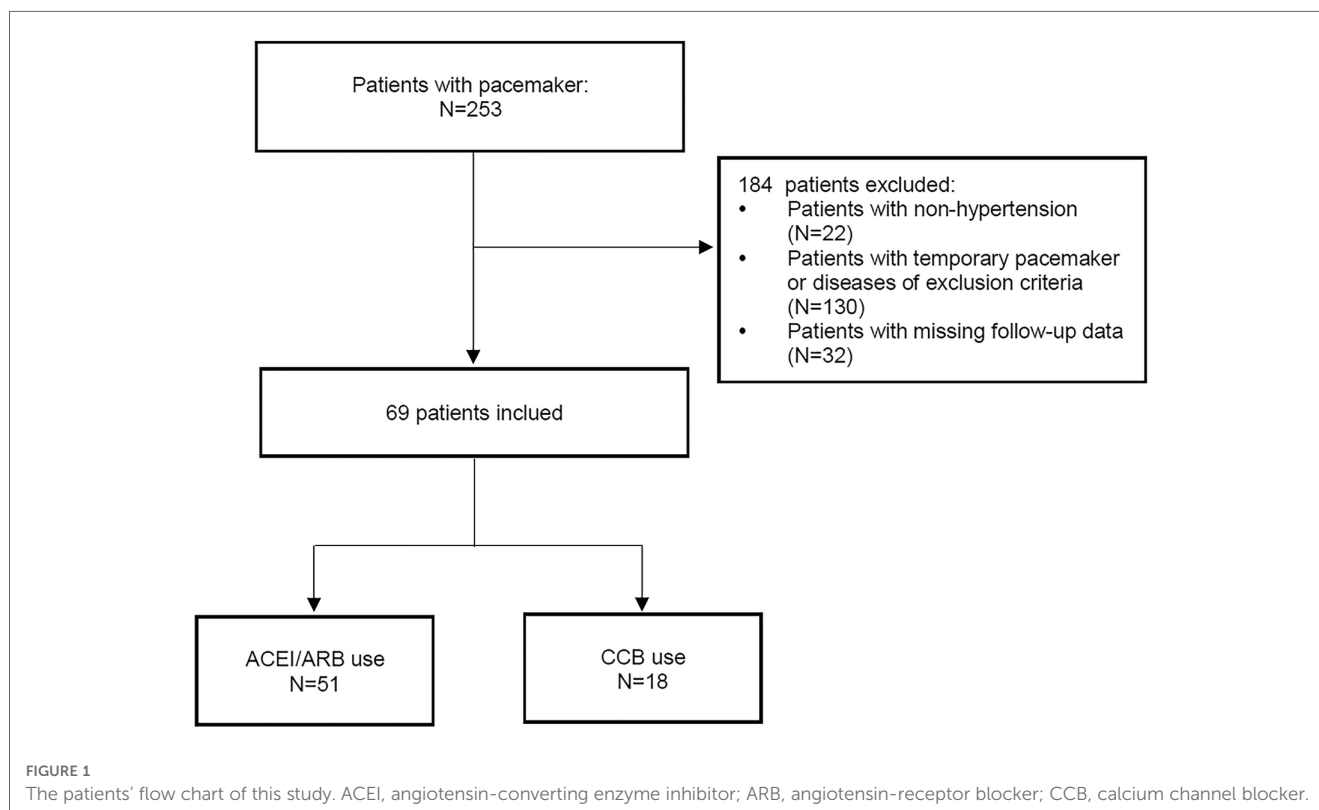 Patients with pacemaker:
N=253
184 patients excluded:
• Patients with non-hypertension
(N=22)
• Patients with temporary pacemaker
or diseases of exclusion criteria
(N=130)
• Patients with missing follow-up data
(N=32)
69 patients inclued
ACEI/ARB use
N=51
CCB use
N=18
FIGURE 1
The patients’ flow chart of this study. ACEI, angiotensin-converting enzyme inhibitor; ARB, angiotensin-receptor blocker; CCB, calcium channel blocker.